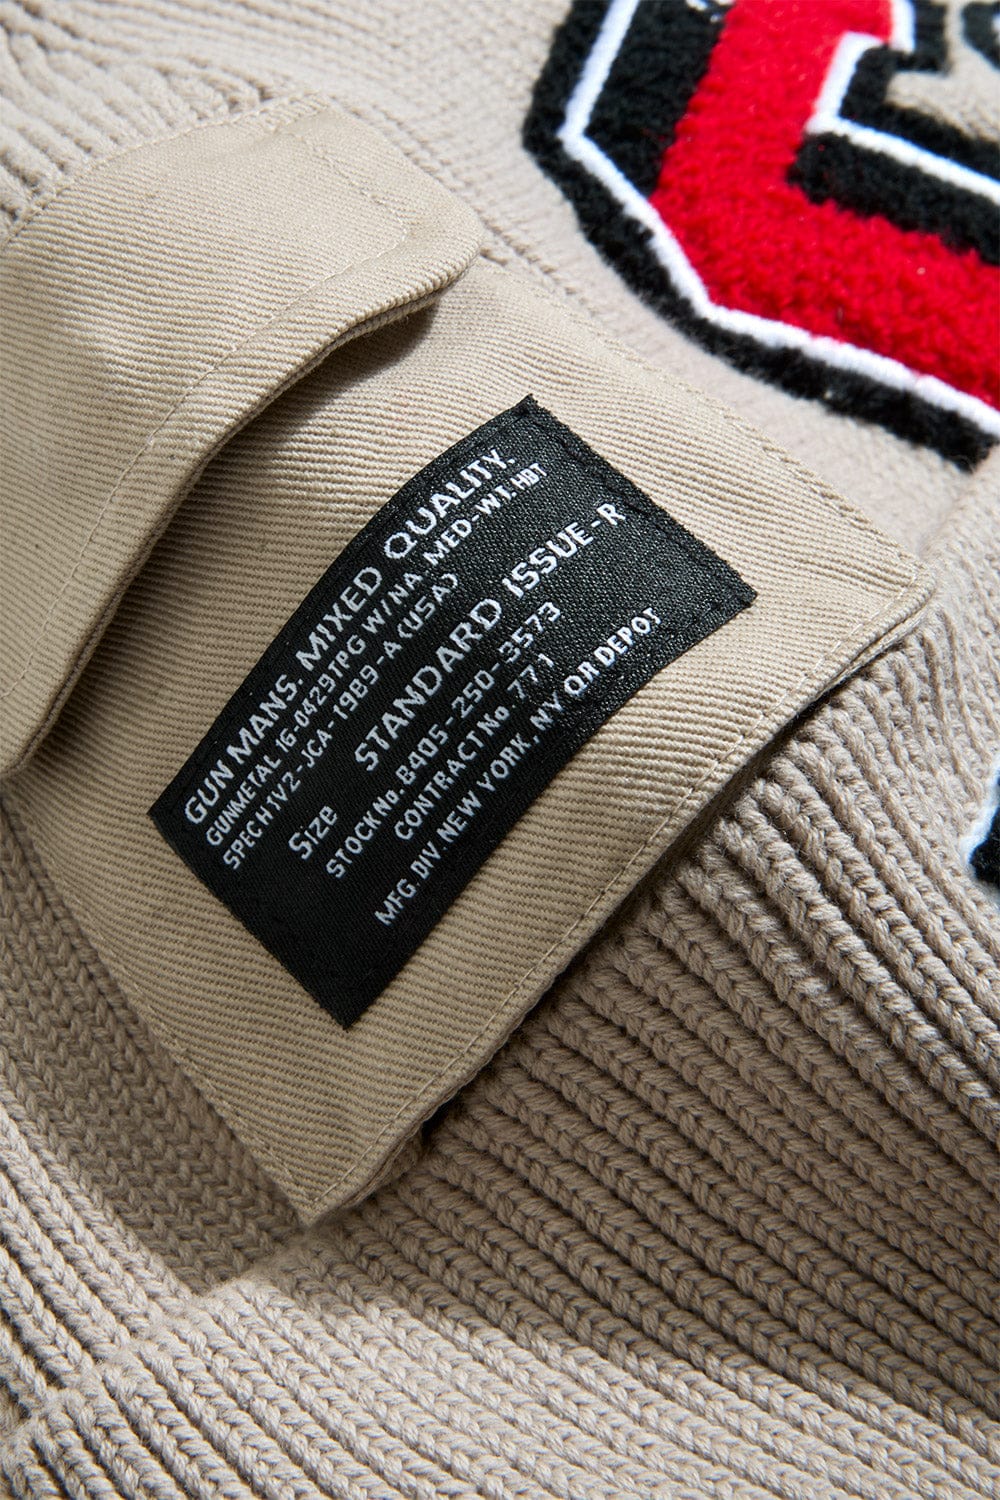 GUN MANS, MIXED QUALITY.
GUNMETAL 16-0429TPG W/NA MED-WT. HBT
SPEC H1V2-JCA-1989-A (USA)
Size STANDARD ISSUE-R
STOCK No. 8405-250-3573
CONTRACT No 771
MFG. DIV. NEW YORK, NY Q.R DEPOT